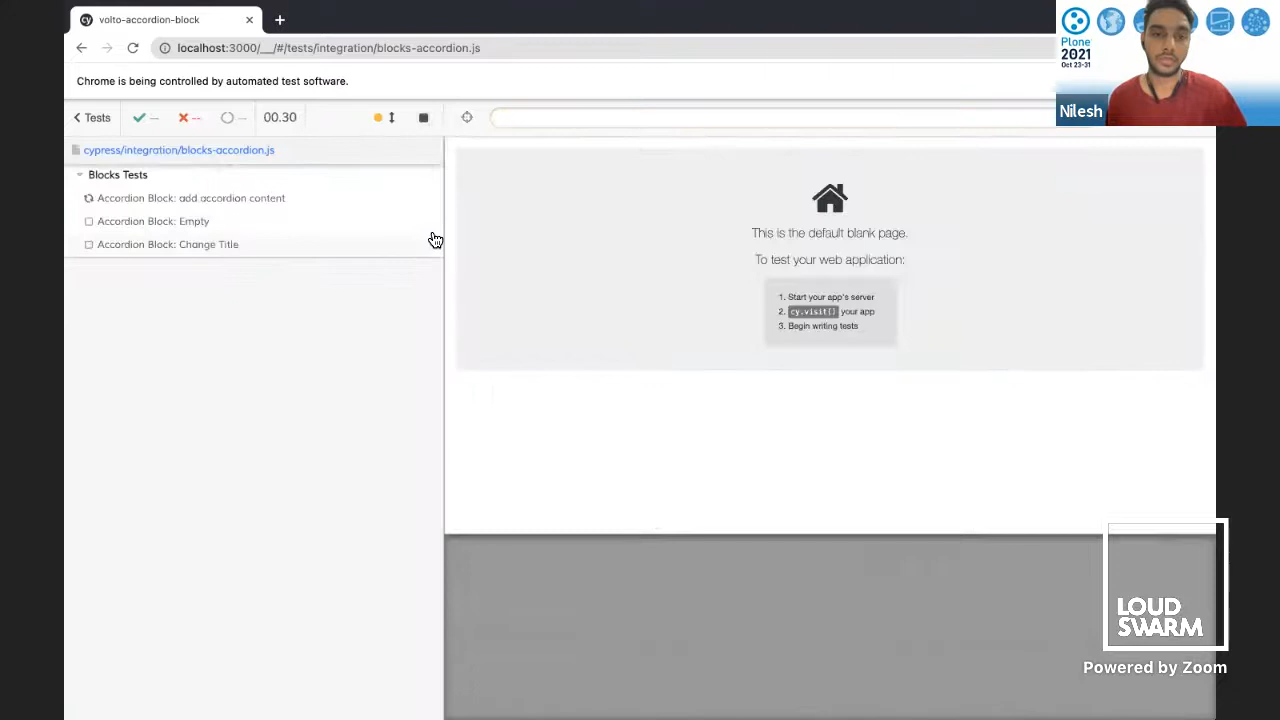 volto-accordion-block
localhost:3000/__/#/tests/integration/blocks-accordion.js
Chrome is being controlled by automated test software.
Tests
--
--
--
00.30
cypress/integration/blocks-accordion.js
Blocks Tests
Accordion Block: add accordion content
Accordion Block: Empty
Accordion Block: Change Title
This is the default blank page.
To test your web application:
1. Start your app's server
2. cy.visit() your app
3. Begin writing tests
Plone
2021
Oct 23-31
Nilesh
LOUD
SWARM
Powered by Zoom